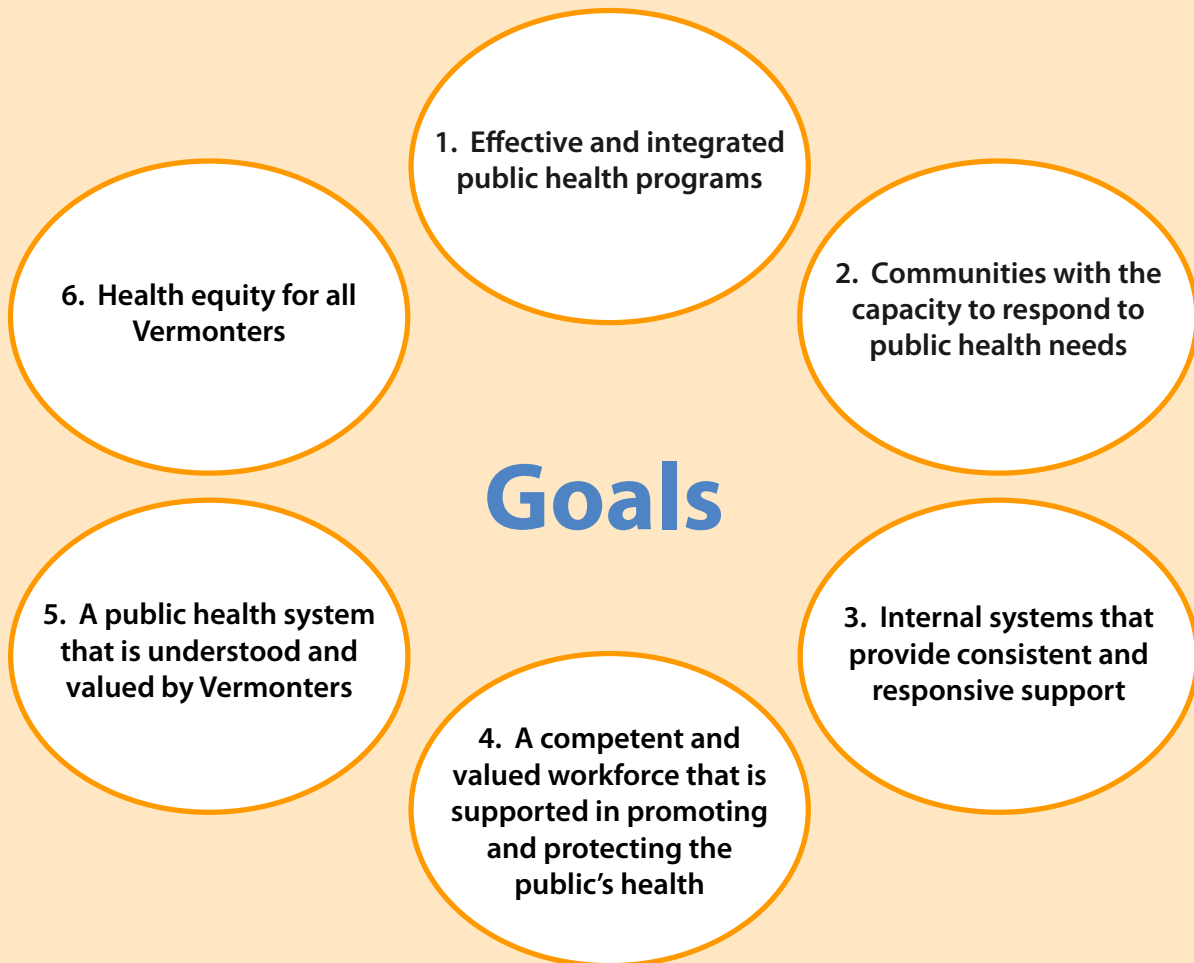 1. Effective and integrated
public health programs
2. Communities with the
capacity to respond to
public health needs
3. Internal systems that
provide consistent and
responsive support
4. A competent and
valued workforce that is
supported in promoting
and protecting the
public’s health
5. A public health system
that is understood and
valued by Vermonters
6. Health equity for all
Vermonters
Goals